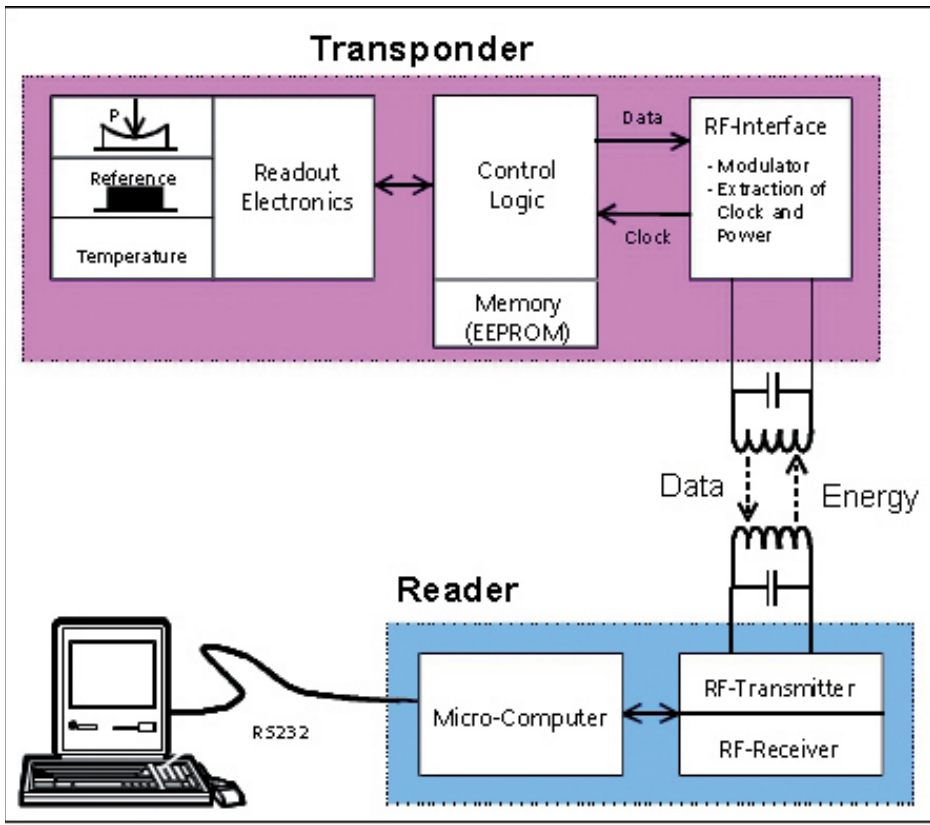 Transponder
P
Reference
Temperature
Readout
Electronics
Control
Logic
Memory
(EEPROM)
Data
Clock
RF-Interface
- Modulator
- Extraction of
Clock and
Power
Data
Energy
Reader
RS232
Micro-Computer
RF-Transmitter
RF-Receiver